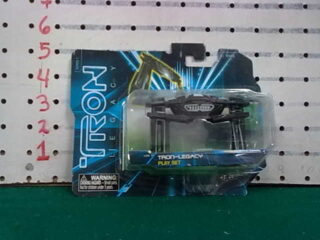 7
6
5
4
3
2
1
TRON
LEGACY
TRON:LEGACY
PLAY SET
WARNING: